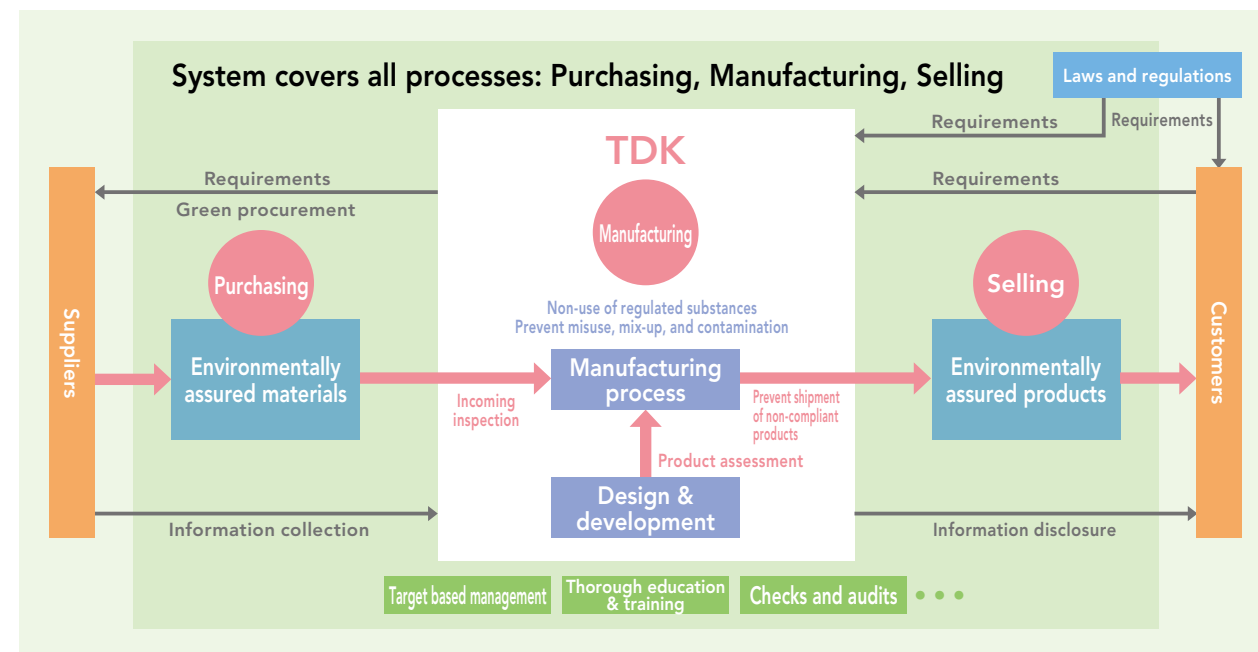 System covers all processes: Purchasing, Manufacturing, Selling
Laws and regulations
Requirements
Requirements
TDK
Manufacturing
Requirements
Green procurement
Requirements
Purchasing
Selling
Suppliers
Customers
Non-use of regulated substances
Prevent misuse, mix-up, and contamination
Environmentally
assured materials
Incoming
inspection
Manufacturing
process
Prevent shipment
of non-compliant
products
Environmentally
assured products
Product assessment
Design &
development
Information collection
Information disclosure
Target based management
Thorough education
& training
Checks and audits
• • •